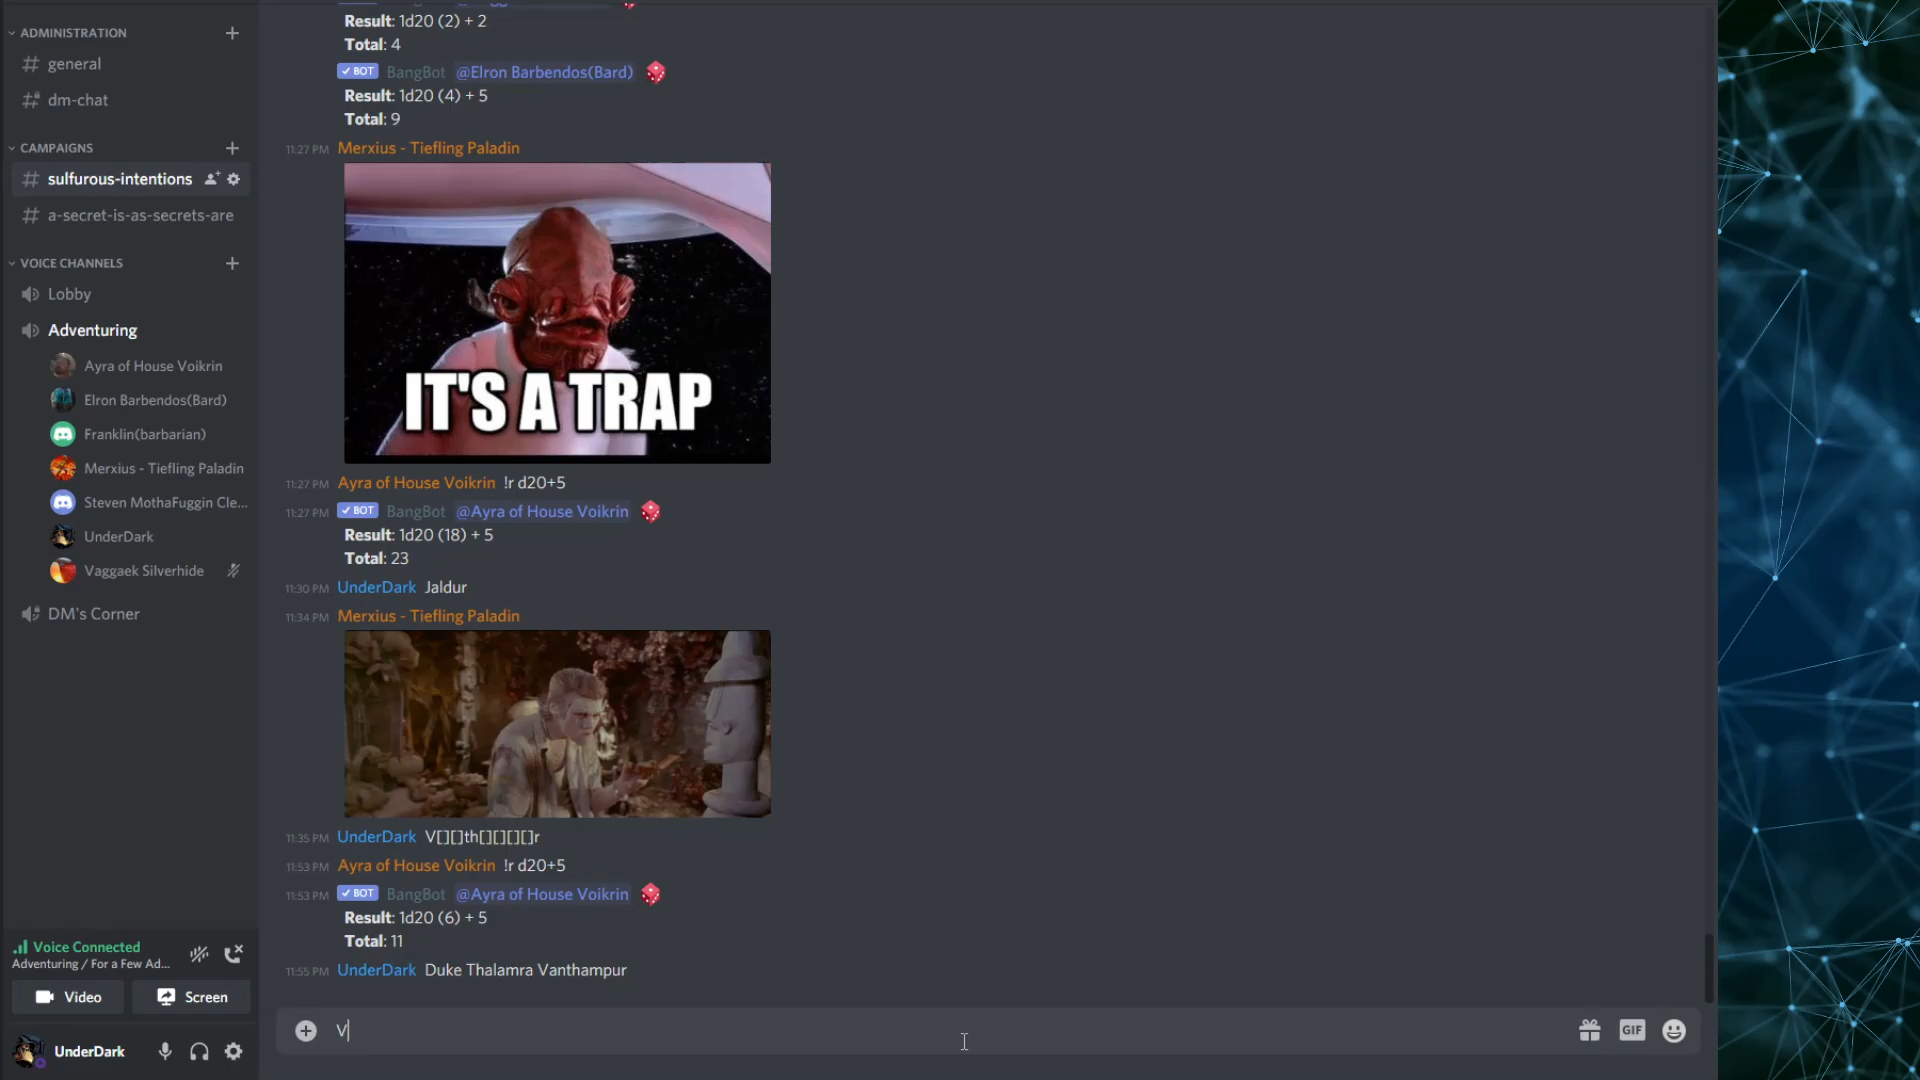 ADMINISTRATION
general
dm-chat
CAMPAIGNS
sulfurous-intentions
a-secret-is-as-secrets-are
VOICE CHANNELS
Lobby
Adventuring
Ayra of House Voikrin
Elron Barbendos(Bard)
Franklin(barbarian)
Merxius - Tiefling Paladin
Steven MothaFuggin Cle...
UnderDark
Vaggaek Silverhide
DM's Corner
Voice Connected
Adventuring / For a Few Ad...
Video
Screen
UnderDark
Result: 1d20 (2) + 2
Total: 4
BOT BangBot @Elron Barbendos(Bard)
Result: 1d20 (4) + 5
Total: 9
11:27 PM Merxius - Tiefling Paladin
IT'S A TRAP
11:27 PM Ayra of House Voikrin !r d20+5
11:27 PM BOT BangBot @Ayra of House Voikrin
Result: 1d20 (18) + 5
Total: 23
11:30 PM UnderDark Jaldur
11:34 PM Merxius - Tiefling Paladin
11:35 PM UnderDark V[][]th[][][][]r
11:53 PM Ayra of House Voikrin !r d20+5
11:53 PM BOT BangBot @Ayra of House Voikrin
Result: 1d20 (6) + 5
Total: 11
11:55 PM UnderDark Duke Thalamra Vanthampur
V
GIF